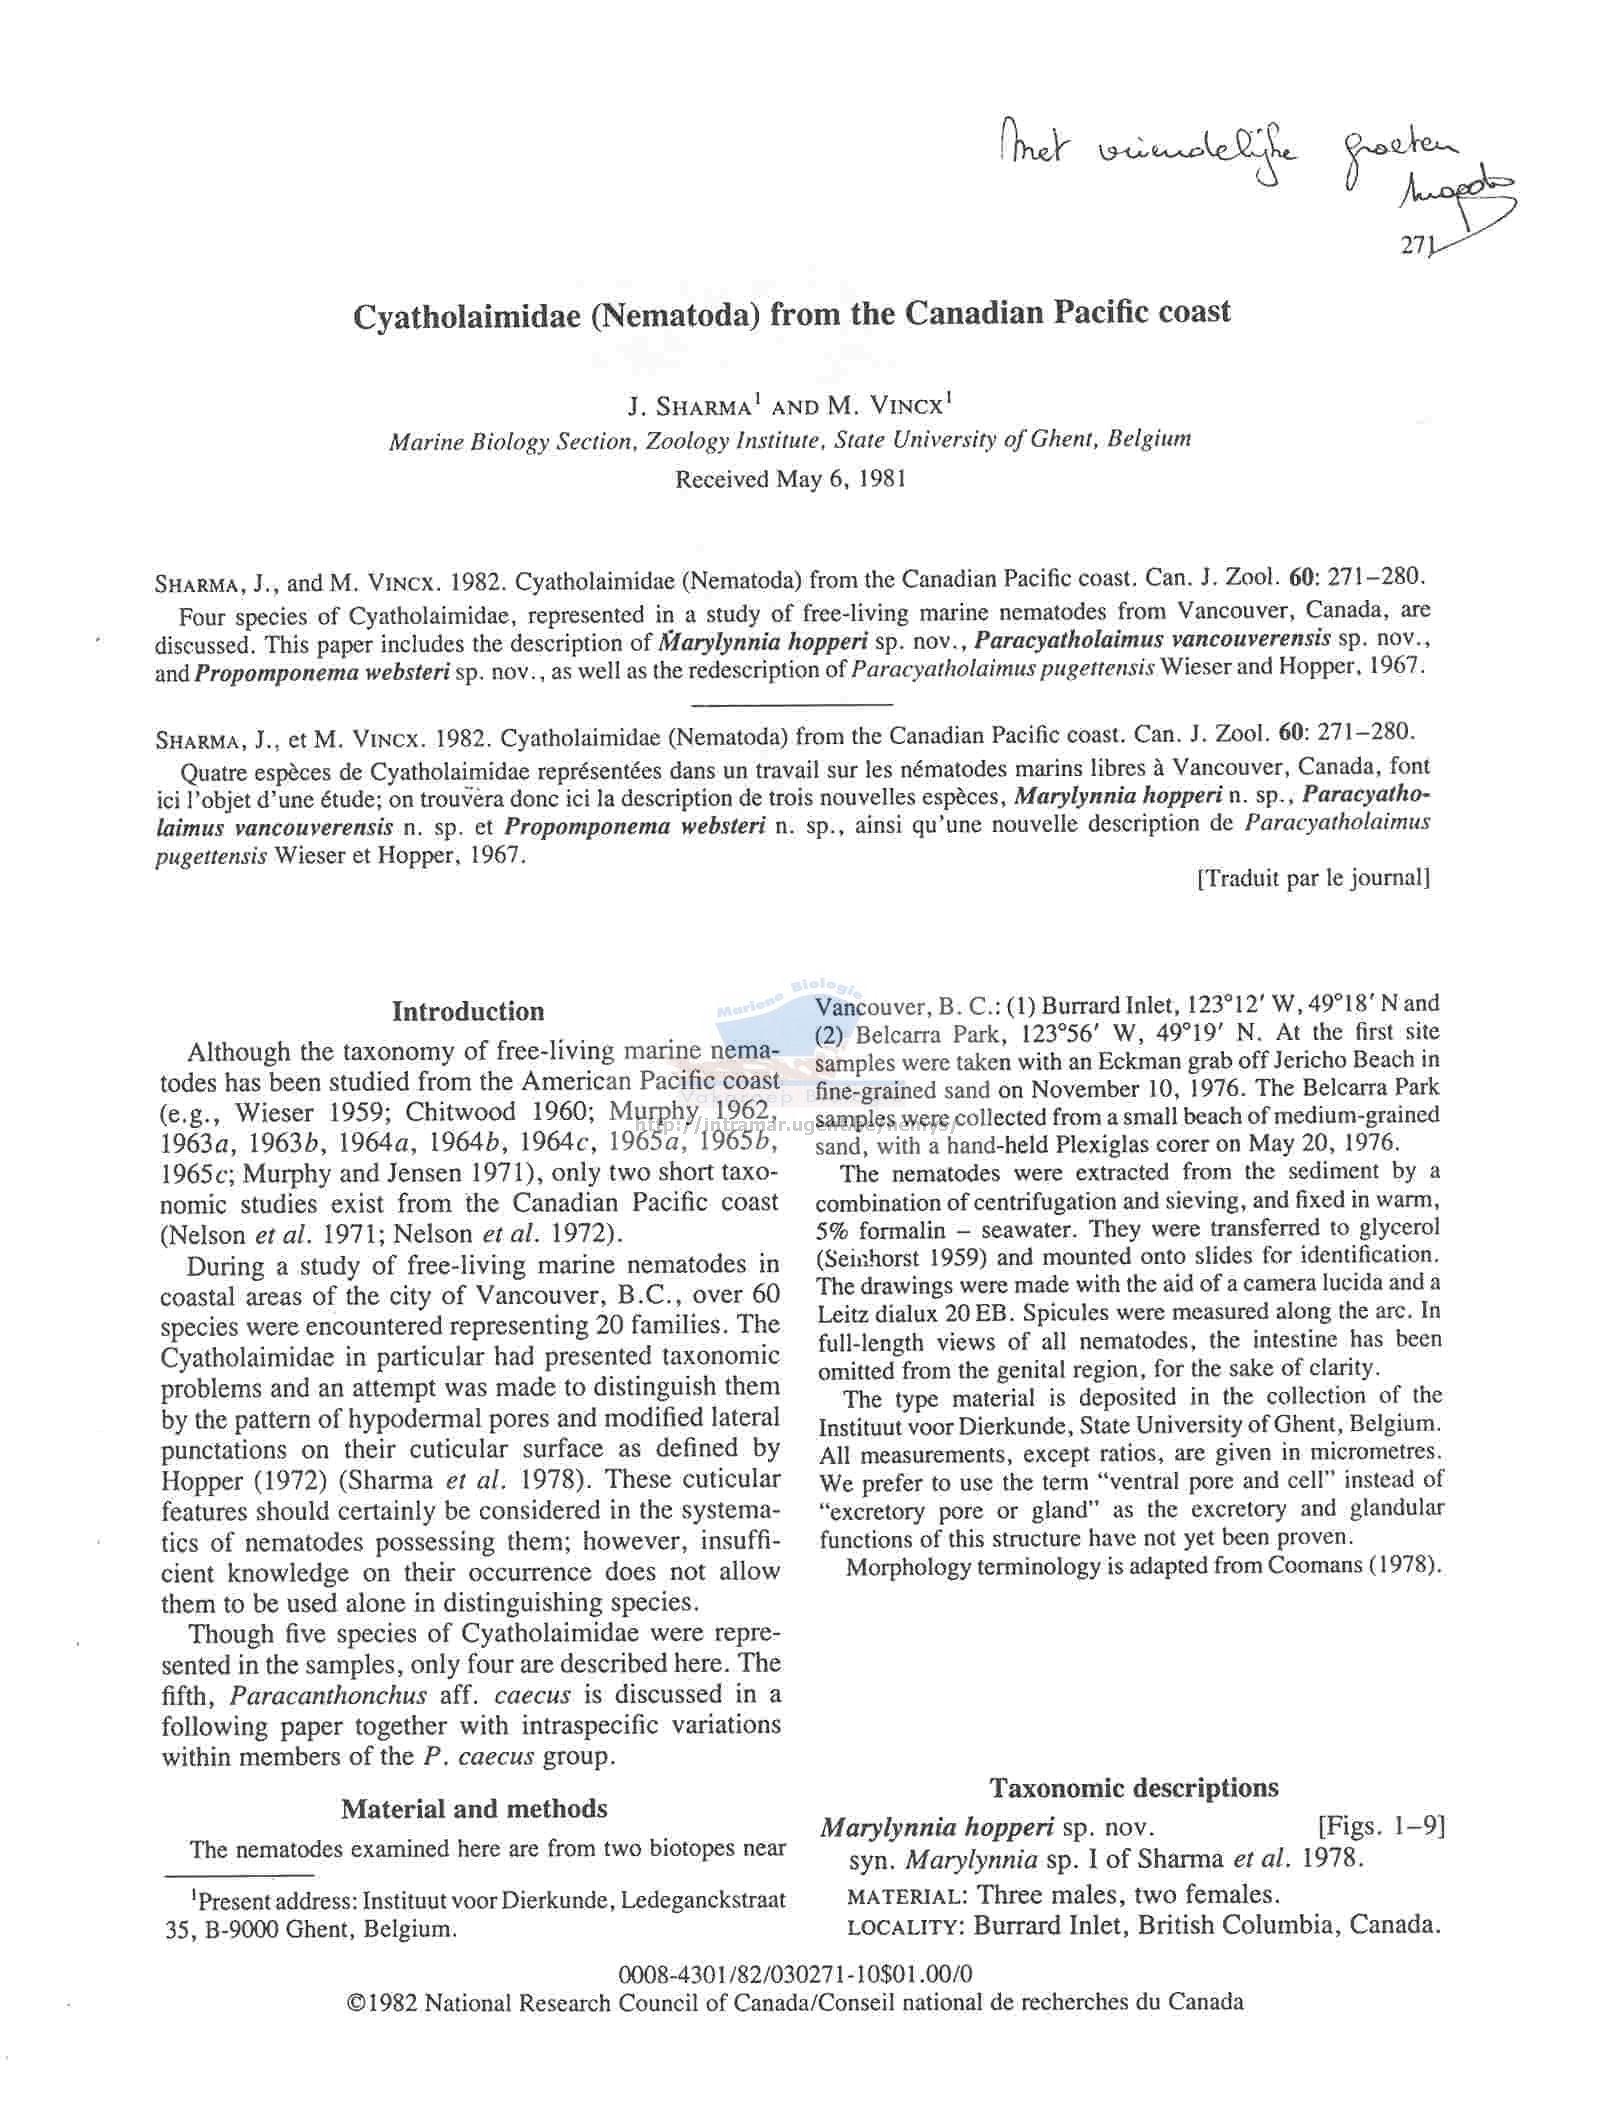 Met vriendelijke groeten
271
Cyatholaimidae (Nematoda) from the Canadian Pacific coast
J. SHARMA¹ AND M. VINCX¹
Marine Biology Section, Zoology Institute, State University of Ghent, Belgium
Received May 6, 1981
SHARMA, J., and M. VINCX. 1982. Cyatholaimidae (Nematoda) from the Canadian Pacific coast. Can. J. Zool. 60: 271–280.
Four species of Cyatholaimidae, represented in a study of free-living marine nematodes from Vancouver, Canada, are
discussed. This paper includes the description of Marylynnia hopperi sp. nov., Paracyatholaimus vancouverensis sp. nov.,
and Propomponema websteri sp. nov., as well as the redescription of Paracyatholaimus pugettensis Wieser and Hopper, 1967.
SHARMA, J., et M. VINCX. 1982. Cyatholaimidae (Nematoda) from the Canadian Pacific coast. Can. J. Zool. 60: 271–280.
Quatre espèces de Cyatholaimidae représentées dans un travail sur les nématodes marins libres à Vancouver, Canada, font
ici l'objet d'une étude; on trouvera donc ici la description de trois nouvelles espèces, Marylynnia hopperi n. sp., Paracyatho-
laimus vancouverensis n. sp. et Propomponema websteri n. sp., ainsi qu'une nouvelle description de Paracyatholaimus
pugettensis Wieser et Hopper, 1967.
[Traduit par le journal]
Introduction
Although the taxonomy of free-living marine nema-
todes has been studied from the American Pacific coast
(e.g., Wieser 1959; Chitwood 1960; Murphy 1962,
1963a, 1963b, 1964a, 1964b, 1964c, 1965a, 1965b,
1965c; Murphy and Jensen 1971), only two short taxo-
nomic studies exist from the Canadian Pacific coast
(Nelson et al. 1971; Nelson et al. 1972).
During a study of free-living marine nematodes in
coastal areas of the city of Vancouver, B.C., over 60
species were encountered representing 20 families. The
Cyatholaimidae in particular had presented taxonomic
problems and an attempt was made to distinguish them
by the pattern of hypodermal pores and modified lateral
punctations on their cuticular surface as defined by
Hopper (1972) (Sharma et al. 1978). These cuticular
features should certainly be considered in the systema-
tics of nematodes possessing them; however, insuffi-
cient knowledge on their occurrence does not allow
them to be used alone in distinguishing species.
Though five species of Cyatholaimidae were repre-
sented in the samples, only four are described here. The
fifth, Paracanthonchus aff. caecus is discussed in a
following paper together with intraspecific variations
within members of the P. caecus group.
Material and methods
The nematodes examined here are from two biotopes near
¹Present address: Instituut voor Dierkunde, Ledeganckstraat
35, B-9000 Ghent, Belgium.
Vancouver, B. C.: (1) Burrard Inlet, 123°12′ W, 49°18′ N and
(2) Belcarra Park, 123°56′ W, 49°19′ N. At the first site
samples were taken with an Eckman grab off Jericho Beach in
fine-grained sand on November 10, 1976. The Belcarra Park
samples were collected from a small beach of medium-grained
sand, with a hand-held Plexiglas corer on May 20, 1976.
The nematodes were extracted from the sediment by a
combination of centrifugation and sieving, and fixed in warm,
5% formalin – seawater. They were transferred to glycerol
(Seinhorst 1959) and mounted onto slides for identification.
The drawings were made with the aid of a camera lucida and a
Leitz dialux 20 EB. Spicules were measured along the arc. In
full-length views of all nematodes, the intestine has been
omitted from the genital region, for the sake of clarity.
The type material is deposited in the collection of the
Instituut voor Dierkunde, State University of Ghent, Belgium.
All measurements, except ratios, are given in micrometres.
We prefer to use the term "ventral pore and cell" instead of
"excretory pore or gland" as the excretory and glandular
functions of this structure have not yet been proven.
Morphology terminology is adapted from Coomans (1978).
Taxonomic descriptions
Marylynnia hopperi sp. nov. [Figs. 1–9]
syn. Marylynnia sp. I of Sharma et al. 1978.
MATERIAL: Three males, two females.
LOCALITY: Burrard Inlet, British Columbia, Canada.
0008-4301/82/030271-10$01.00/0
©1982 National Research Council of Canada/Conseil national de recherches du Canada
Mariene Biologie